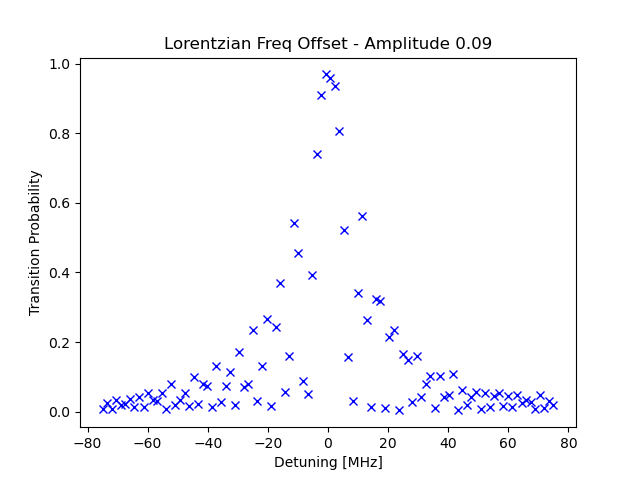 Lorentzian Freq Offset - Amplitude 0.09
1.0
0.8
0.6
0.4
0.2
0.0
Transition Probability
−80 −60 −40 −20 0 20 40 60 80
Detuning [MHz]